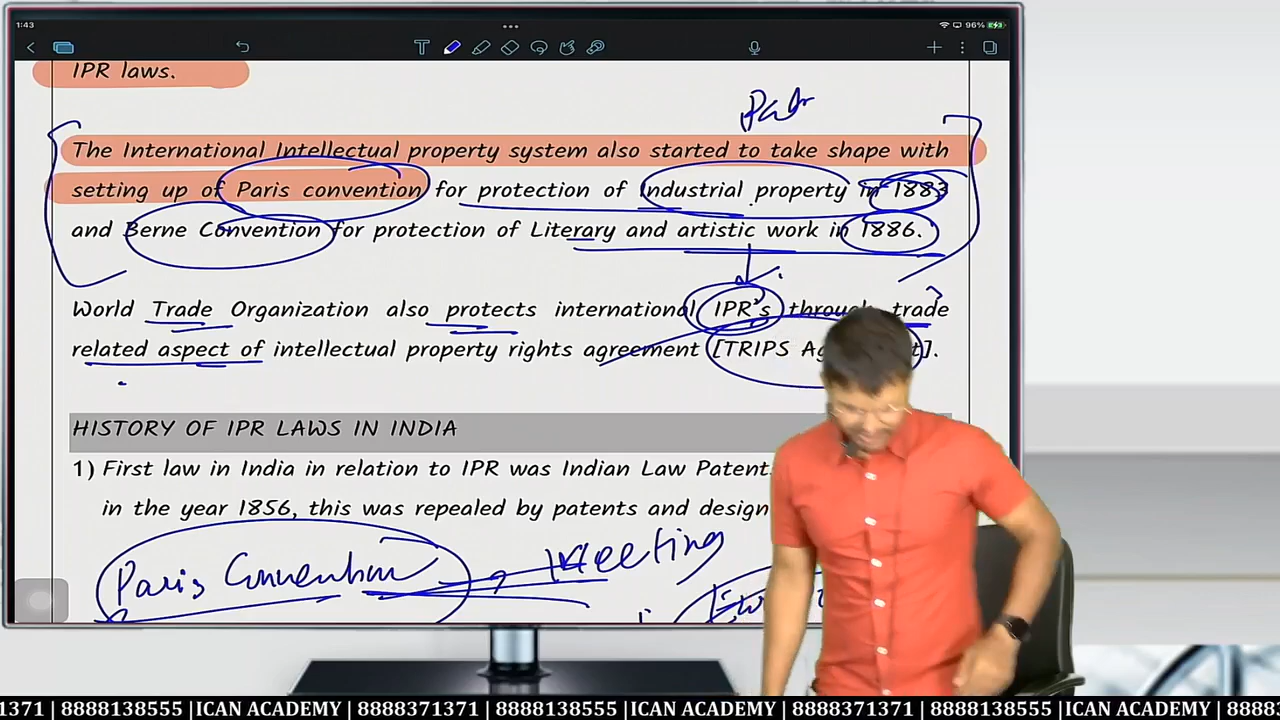 1:43
96%
IPR laws.
The International Intellectual property system also started to take shape with
setting up of Paris convention for protection of Industrial property in 1883
and Berne Convention for protection of Literary and artistic work in 1886.
World Trade Organization also protects international IPR's through trade
related aspect of intellectual property rights agreement [TRIPS
HISTORY OF IPR LAWS IN INDIA
1) First law in India in relation to IPR was Indian Law Patent
in the year 1856, this was repealed by patents and design
Paris Convention Meeting
1371 | 8888138555 |ICAN ACADEMY | 8888371371 | 8888138555 |ICAN ACADEMY | 8888371371 | 8888138555 |ICAN ACADEMY | 8888